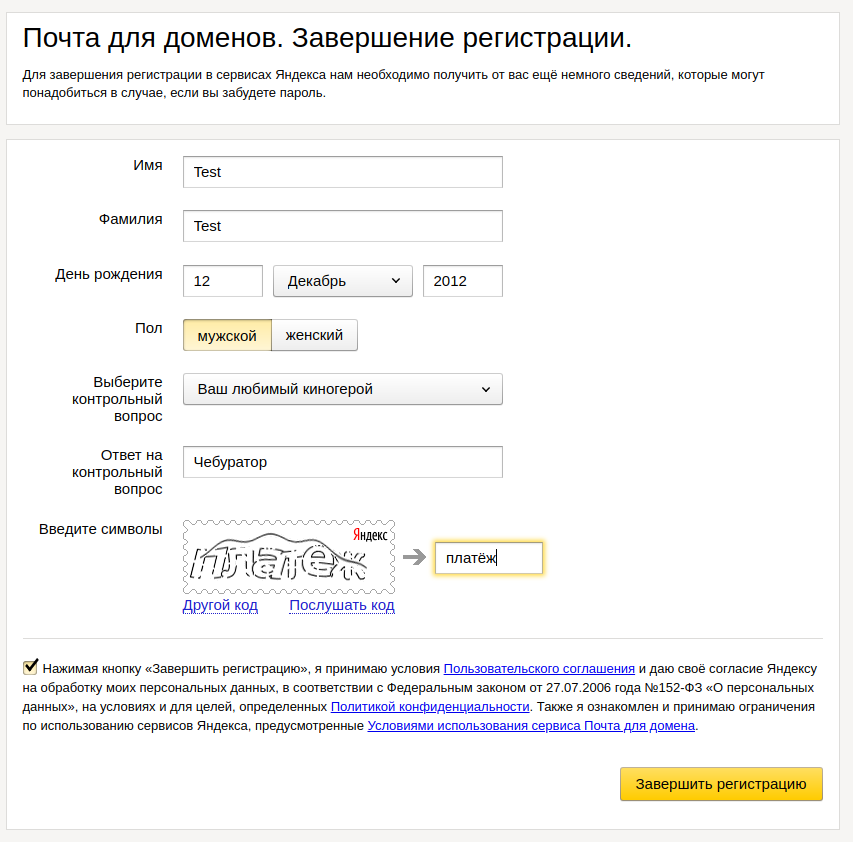 Почта для доменов. Завершение регистрации.
Для завершения регистрации в сервисах Яндекса нам необходимо получить от вас ещё немного сведений, которые могут
понадобиться в случае, если вы забудете пароль.
Имя
Test
Фамилия
Test
День рождения
12 Декабрь 2012
Пол
мужской женский
Выберите
контрольный
вопрос
Ваш любимый киногерой
Ответ на
контрольный
вопрос
Чебуратор
Введите символы
Яндекс
платеж
платёж
Другой код Послушать код
Нажимая кнопку «Завершить регистрацию», я принимаю условия Пользовательского соглашения и даю своё согласие Яндексу
на обработку моих персональных данных, в соответствии с Федеральным законом от 27.07.2006 года №152-ФЗ «О персональных
данных», на условиях и для целей, определенных Политикой конфиденциальности. Также я ознакомлен и принимаю ограничения
по использованию сервисов Яндекса, предусмотренные Условиями использования сервиса Почта для домена.
Завершить регистрацию